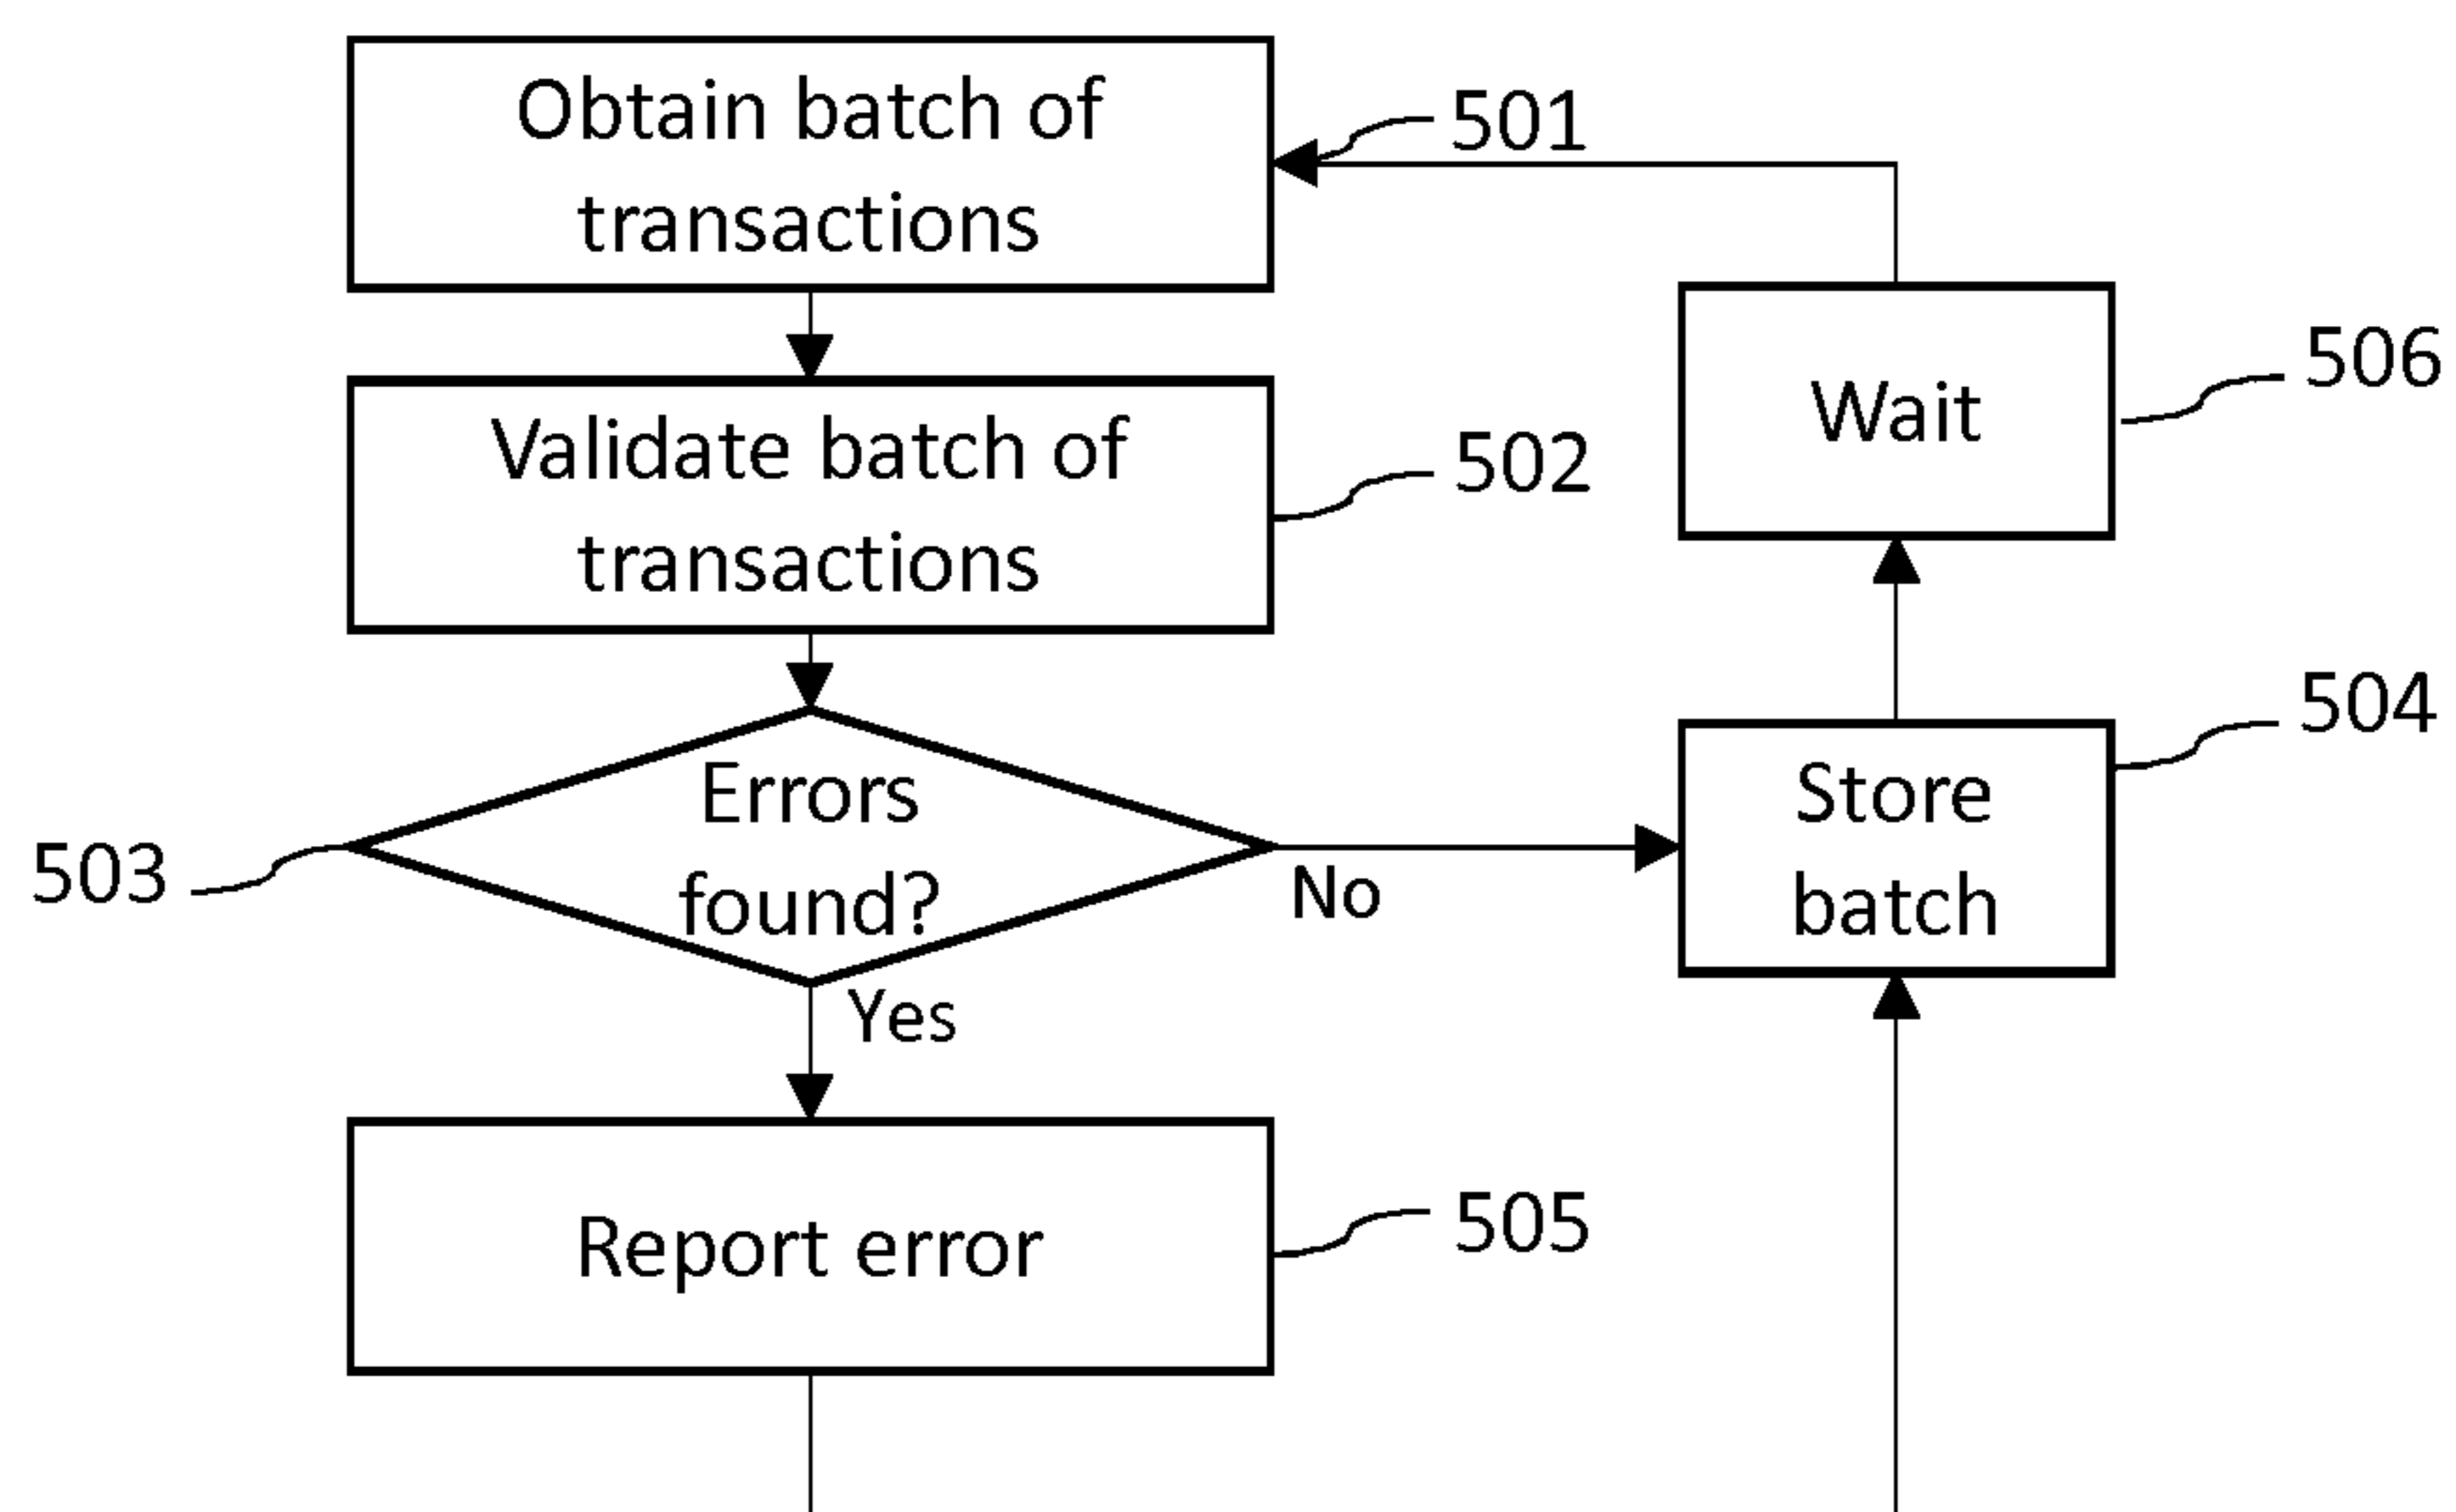 Obtain batch of
transactions
501
Validate batch of
transactions
502
Wait
506
Errors
found?
503
No
Yes
Store
batch
504
Report error
505